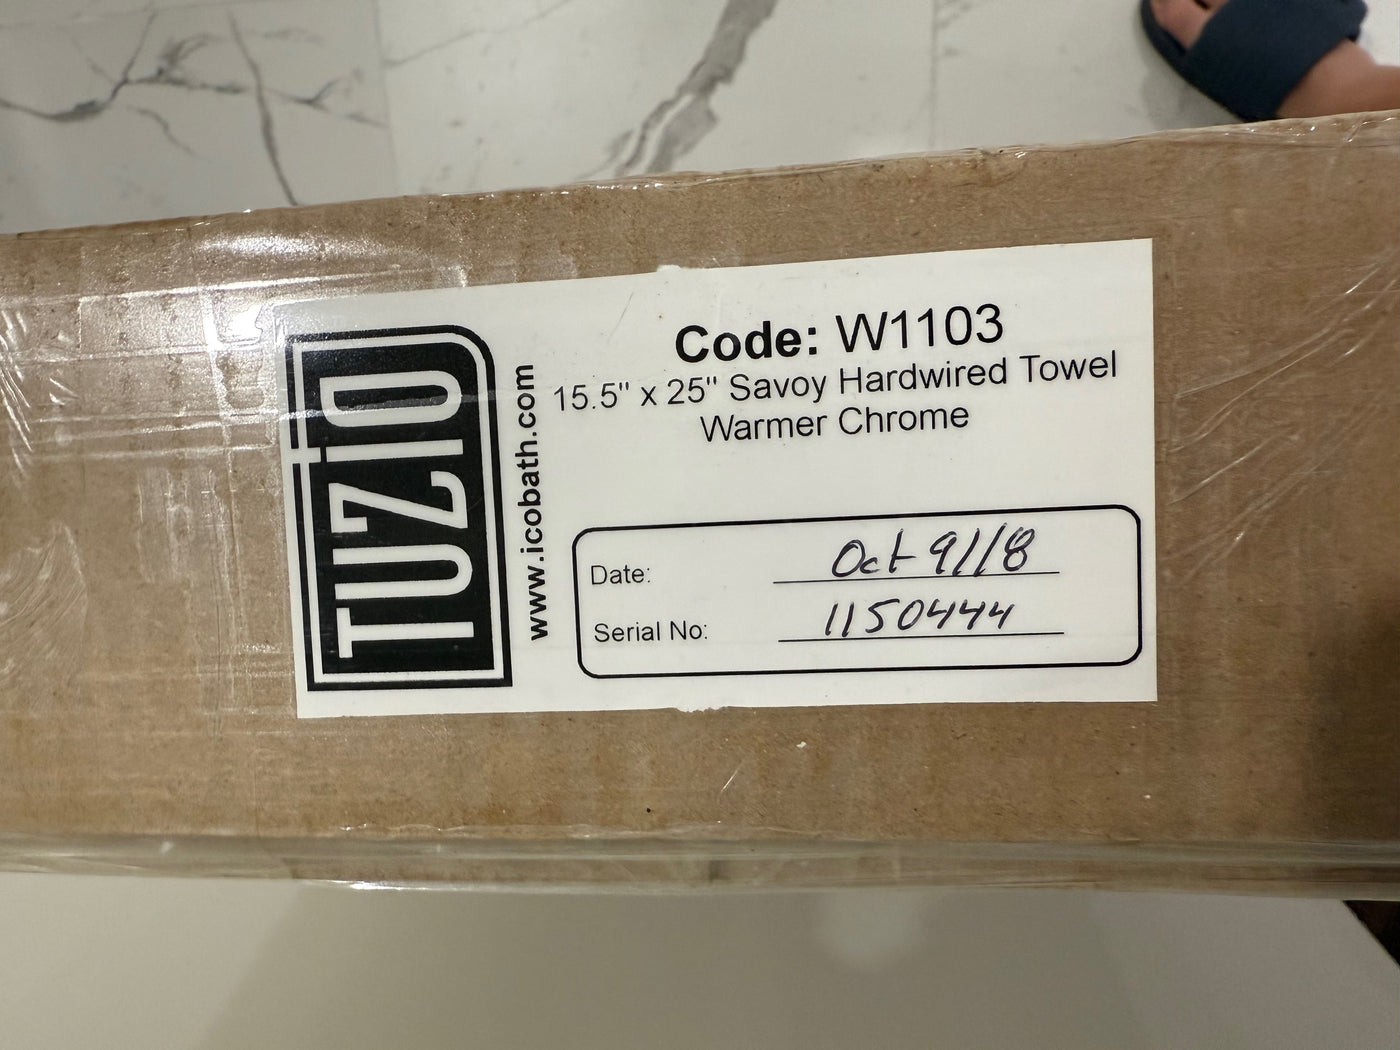 TUZIO
www.icobath.com
Code: W1103
15.5" x 25" Savoy Hardwired Towel
Warmer Chrome
Date: Oct 9/18
Serial No: 1150444